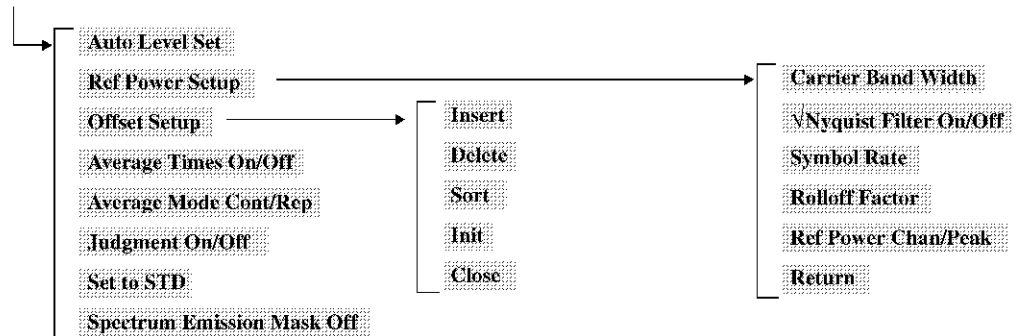 Auto Level Set
Ref Power Setup
Offset Setup
Average Times On/Off
Average Mode Cont/Rep
Judgment On/Off
Set to STD
Spectrum Emission Mask Off
Insert
Delete
Sort
Init
Close
Carrier Band Width
√Nyquist Filter On/Off
Symbol Rate
Rolloff Factor
Ref Power Chan/Peak
Return